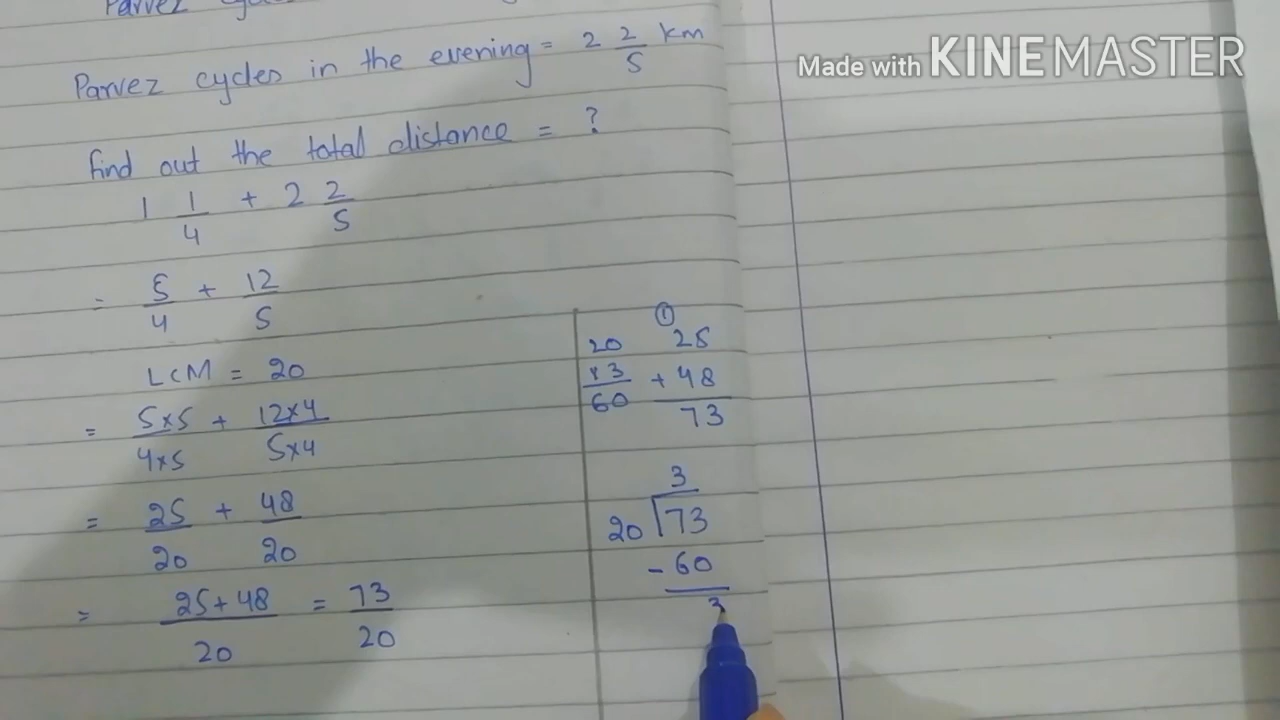 Parvez cycles
Parvez cycles in the evening = 2 2/5 km
Made with KINEMASTER
find out the total distance = ?
1 1/4 + 2 2/5
= 5/4 + 12/5
LCM = 20
= 5×5/4×5 + 12×4/5×4
= 25/20 + 48/20
= 25+48/20 = 73/20
20
×3
60
①
25
+ 48
73
3
20 73
- 60
3